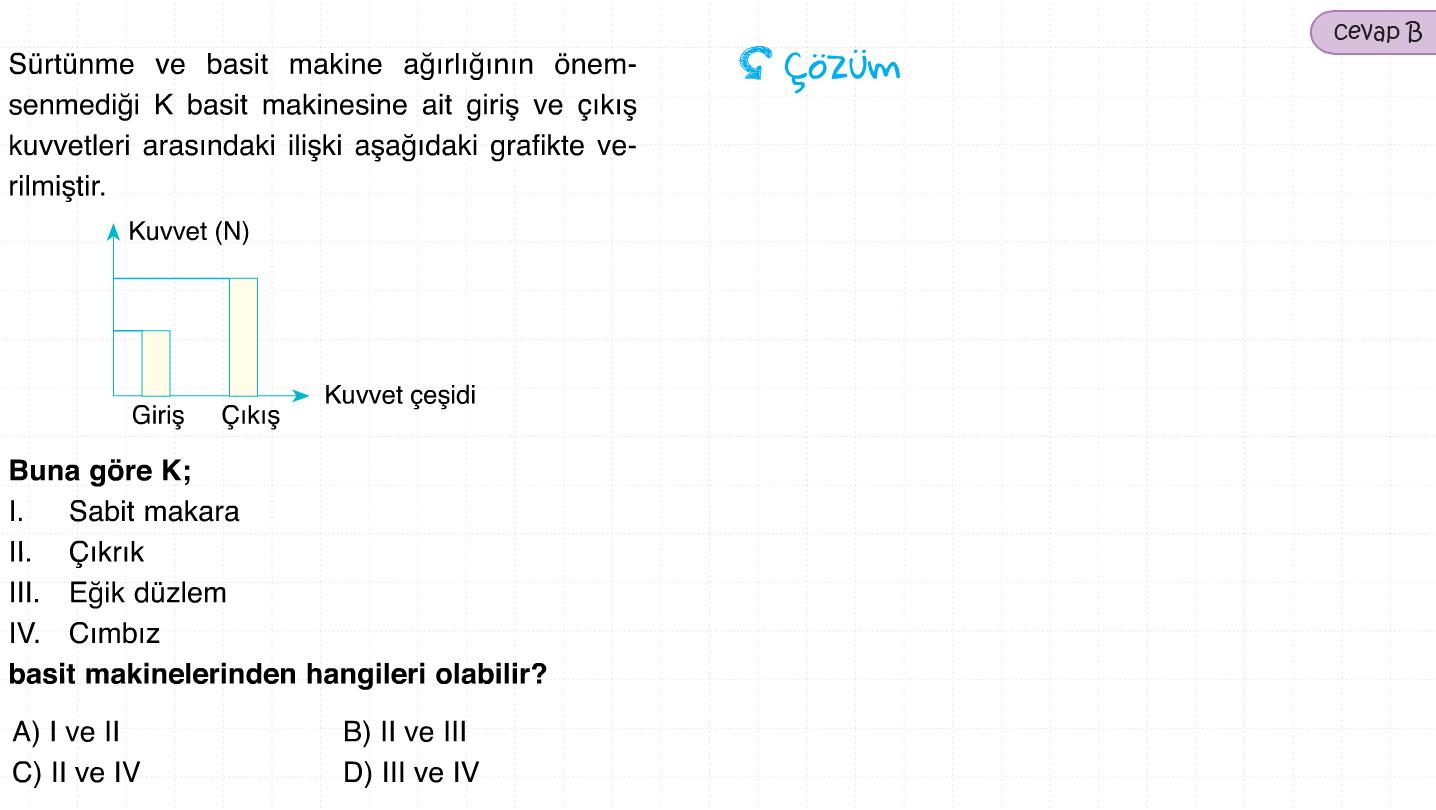 cevap B
Sürtünme ve basit makine ağırlığının önem-
senmediği K basit makinesine ait giriş ve çıkış
kuvvetleri arasındaki ilişki aşağıdaki grafikte ve-
rilmiştir.
Kuvvet (N)
Kuvvet çeşidi
Giriş Çıkış
Buna göre K;
I. Sabit makara
II. Çıkrık
III. Eğik düzlem
IV. Cımbız
basit makinelerinden hangileri olabilir?
A) I ve II B) II ve III
C) II ve IV D) III ve IV
Çözüm